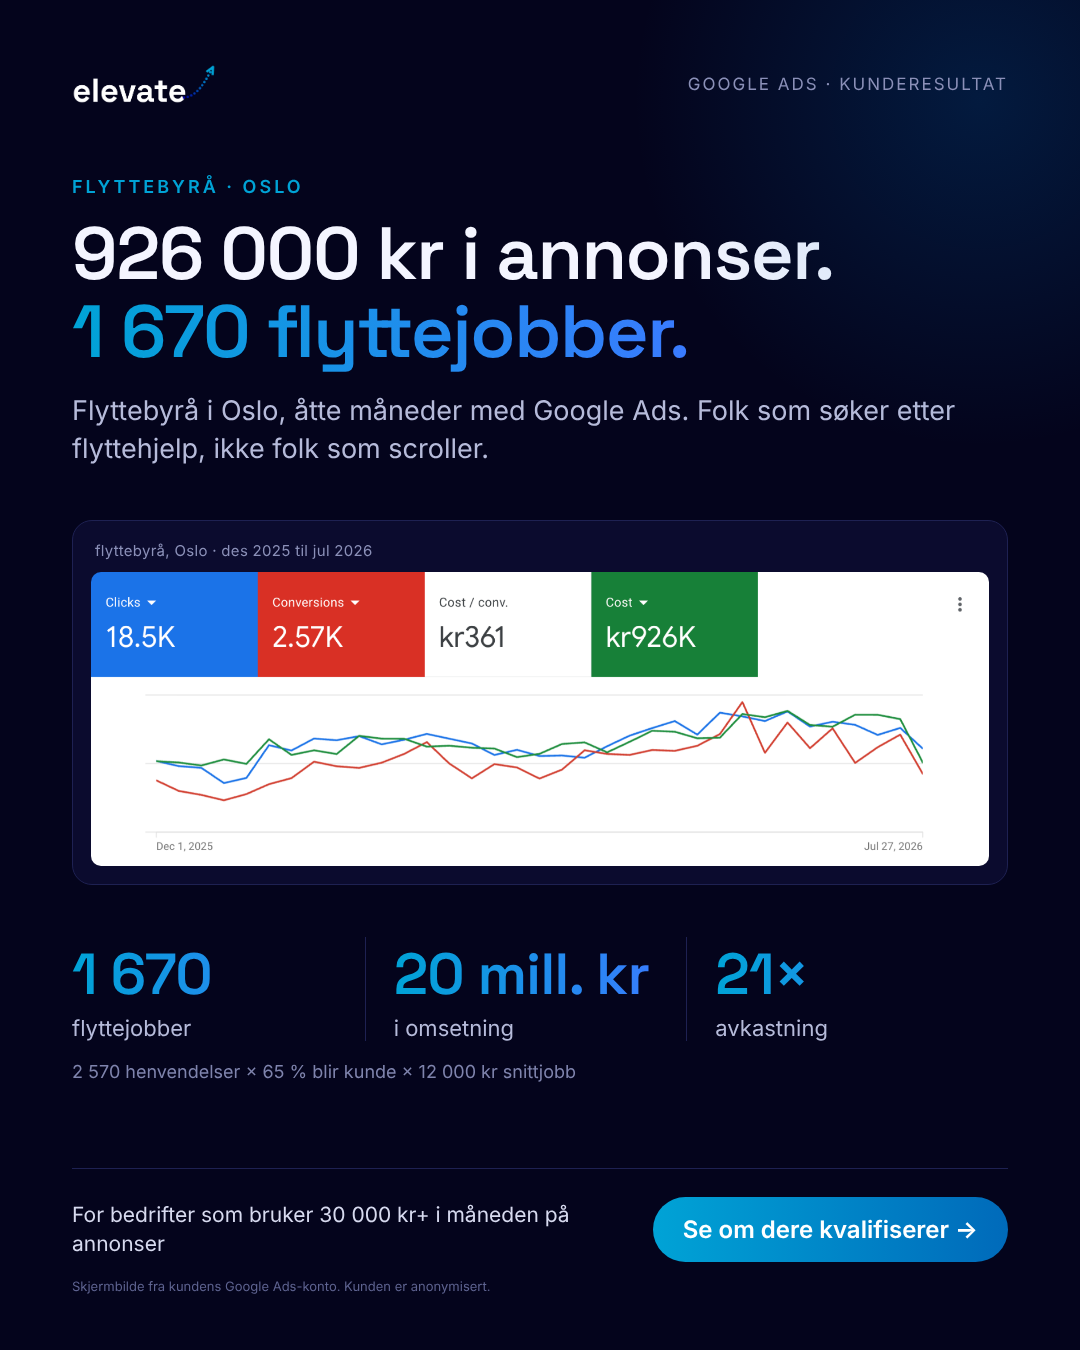 elevate
GOOGLE ADS · KUNDERESULTAT
FLYTTEBYRÅ · OSLO
926 000 kr i annonser.
1 670 flyttejobber.
Flyttebyrå i Oslo, åtte måneder med Google Ads. Folk som søker etter
flyttehjelp, ikke folk som scroller.
flyttebyrå, Oslo · des 2025 til jul 2026
Clicks
18.5K
Conversions
2.57K
Cost / conv.
kr361
Cost
kr926K
Dec 1, 2025
Jul 27, 2026
1 670
flyttejobber
20 mill. kr
i omsetning
21×
avkastning
2 570 henvendelser × 65 % blir kunde × 12 000 kr snittjobb
For bedrifter som bruker 30 000 kr+ i måneden på
annonser
Se om dere kvalifiserer →
Skjermbilde fra kundens Google Ads-konto. Kunden er anonymisert.